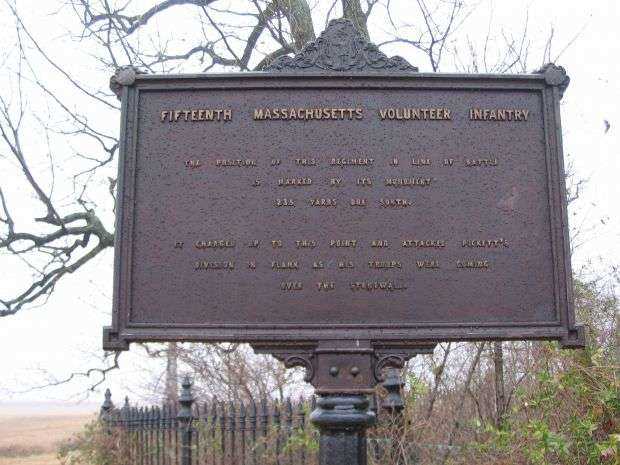 FIFTEENTH MASSACHUSETTS VOLUNTEER INFANTRY
THE POSITION OF THIS REGIMENT IN LINE OF BATTLE
IS MARKED BY ITS MONUMENT
235 YARDS DUE SOUTH.
IT CHARGED UP TO THIS POINT AND ATTACKED PICKETT'S
DIVISION IN FLANK AS HIS TROOPS WERE COMING
OVER THE STONEWALL.